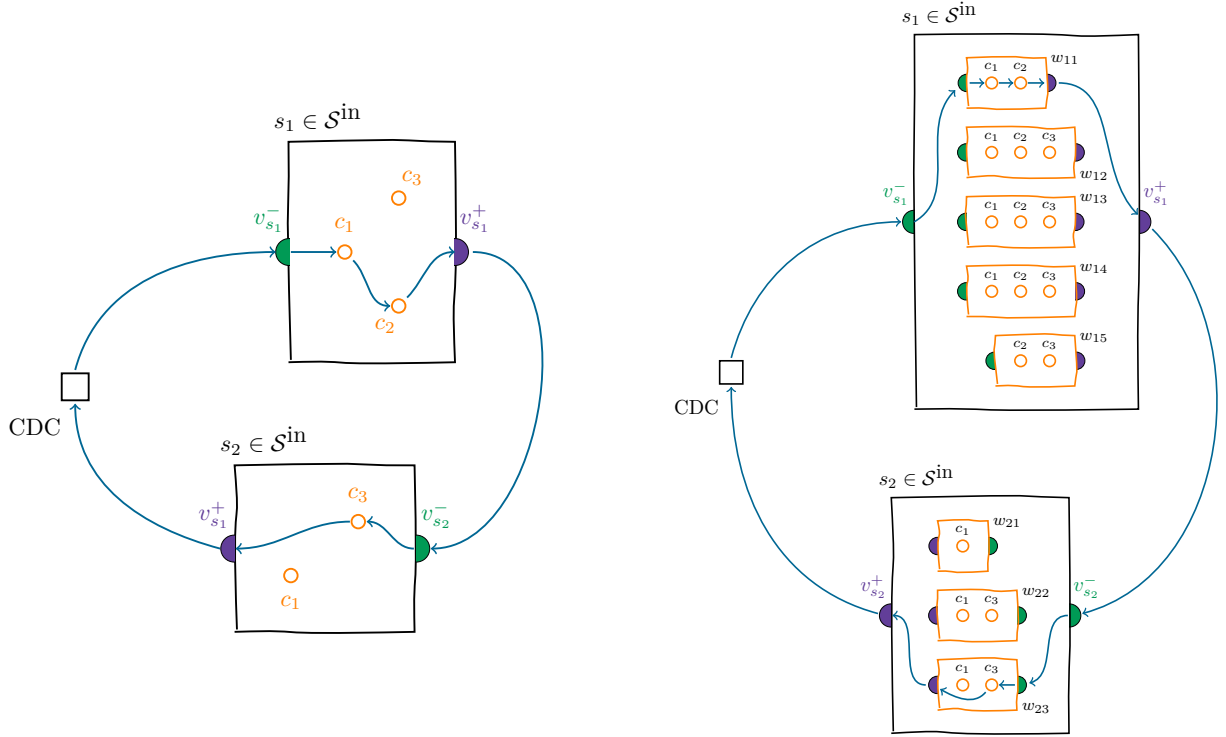 s₁ ∈ 𝒮ⁱⁿ
c₃
v⁻ₛ₁
c₁
v⁺ₛ₁
c₂
CDC
s₂ ∈ 𝒮ⁱⁿ
c₃
v⁺ₛ₁
v⁻ₛ₂
c₁
s₁ ∈ 𝒮ⁱⁿ
c₁ c₂ w₁₁
c₁ c₂ c₃
w₁₂
v⁻ₛ₁
c₁ c₂ c₃ w₁₃
v⁺ₛ₁
c₁ c₂ c₃ w₁₄
c₂ c₃ w₁₅
CDC
s₂ ∈ 𝒮ⁱⁿ
c₁ w₂₁
v⁺ₛ₂
c₁ c₃ w₂₂
v⁻ₛ₂
c₁ c₃
w₂₃